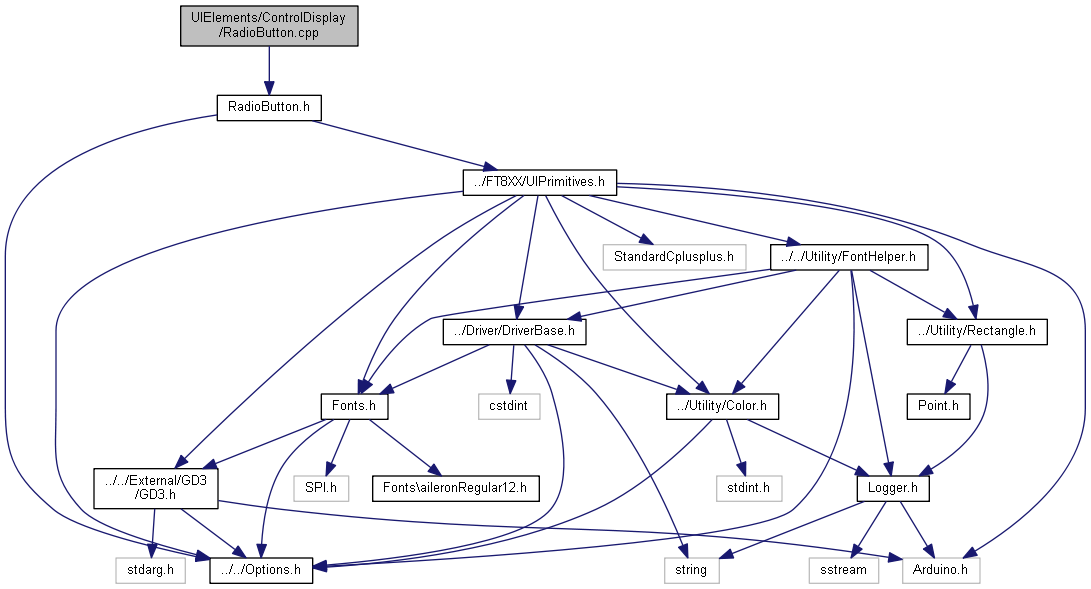 UIElements/ControlDisplay
/RadioButton.cpp
RadioButton.h
../FT8XX/UIPrimitives.h
StandardCplusplus.h
../../Utility/FontHelper.h
../Driver/DriverBase.h
../Utility/Rectangle.h
Fonts.h
cstdint
../Utility/Color.h
Point.h
../../External/GD3
/GD3.h
SPI.h
Fonts\aileronRegular12.h
stdint.h
Logger.h
stdarg.h
../../Options.h
string
sstream
Arduino.h